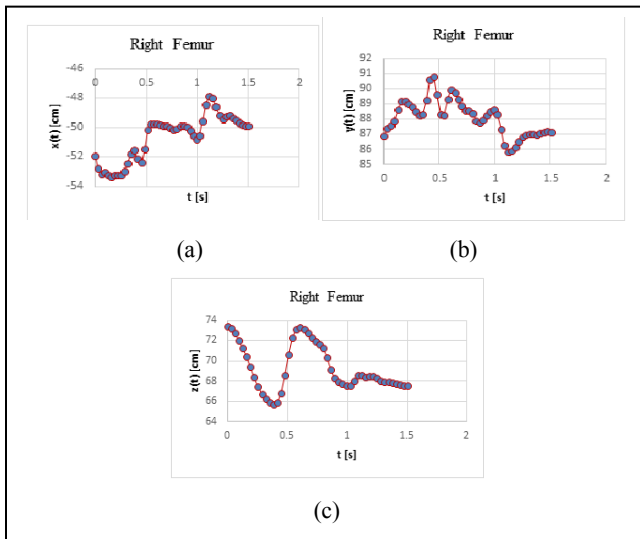 Right Femur
-46
0
0.5
1
1.5
2
-48
-50
-52
-54
x(t) [cm]
t [s]
(a)
Right Femur
92
91
90
89
88
87
86
85
y(t) [cm]
0
0.5
1
1.5
2
t [s]
(b)
Right Femur
74
72
70
68
66
64
z(t) [cm]
0
0.5
1
1.5
2
t [s]
(c)